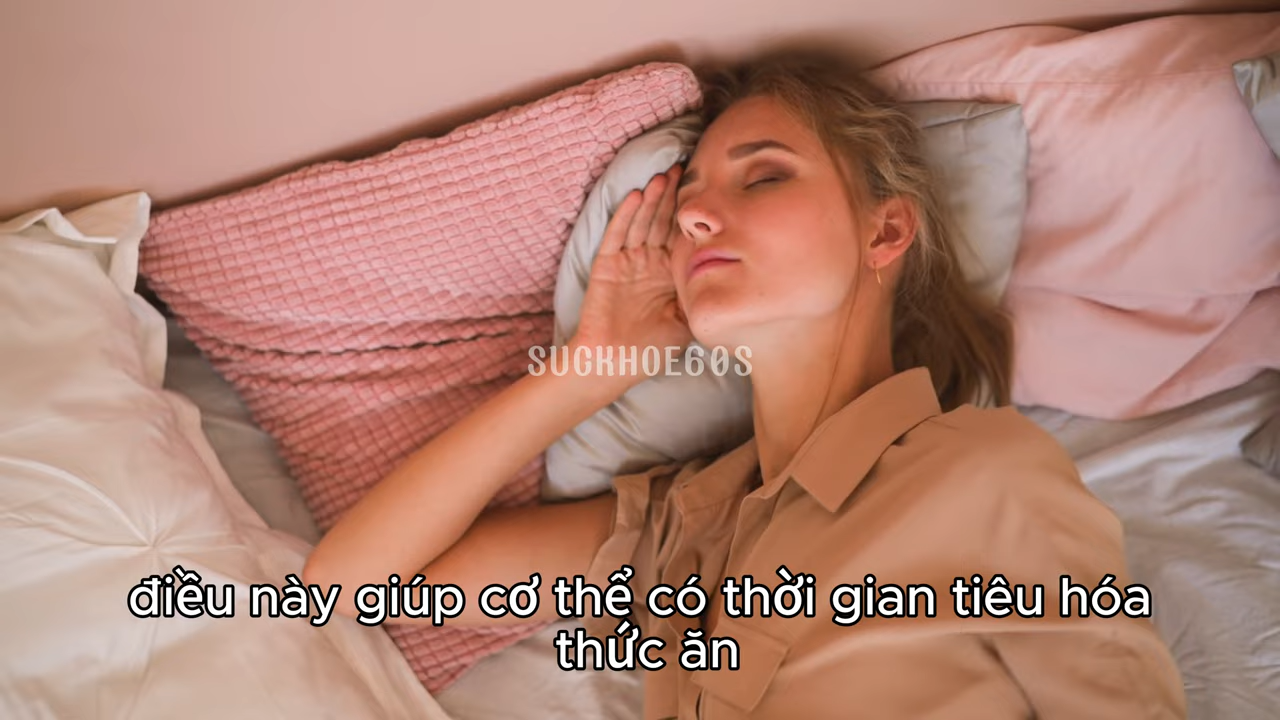 SUCKHOE60S
điều này giúp cơ thể có thời gian tiêu hóa
thức ăn